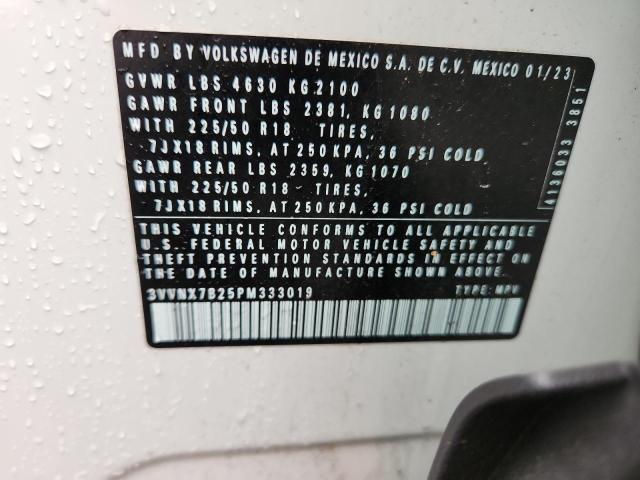 MFD BY VOLKSWAGEN DE MEXICO S.A. DE C.V. MEXICO 01/23
GVWR LBS 4630 KG 2100
GAWR FRONT LBS 2381, KG 1080
WITH 225/50 R18 TIRES,
7JX18 RIMS, AT 250 KPA, 36 PSI COLD
GAWR REAR LBS 2359, KG 1070
WITH 225/50 R18 TIRES,
7JX18 RIMS, AT 250 KPA, 36 PSI COLD
THIS VEHICLE CONFORMS TO ALL APPLICABLE
U.S. FEDERAL MOTOR VEHICLE SAFETY AND
THEFT PREVENTION STANDARDS IN EFFECT ON
THE DATE OF MANUFACTURE SHOWN ABOVE.
3VVNX7B25PM333019 TYPE: MPV
4136033 3851